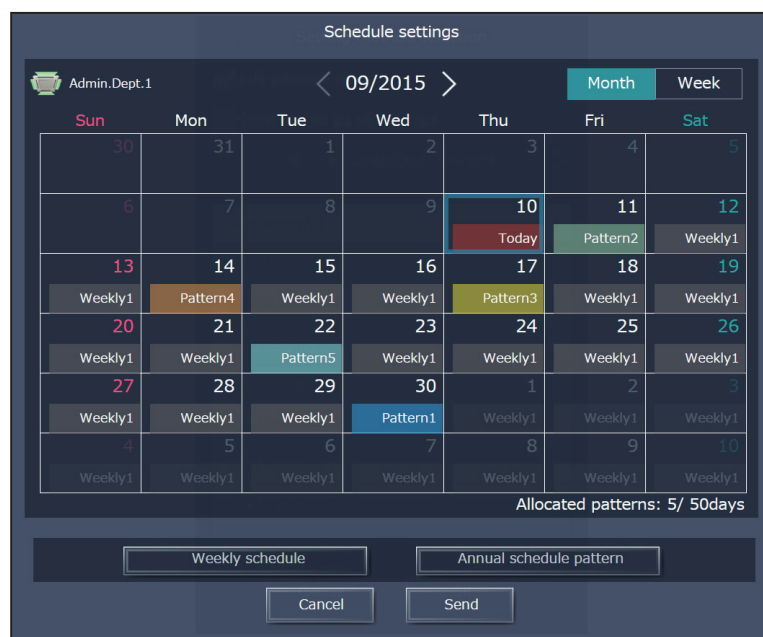 Schedule settings
Admin.Dept.1
09/2015
Month
Week
Sun Mon Tue Wed Thu Fri Sat
30 31 1 2 3 4 5
6 7 8 9 10 11 12
Today Pattern2 Weekly1
13 14 15 16 17 18 19
Weekly1 Pattern4 Weekly1 Weekly1 Pattern3 Weekly1 Weekly1
20 21 22 23 24 25 26
Weekly1 Weekly1 Pattern5 Weekly1 Weekly1 Weekly1 Weekly1
27 28 29 30 1 2 3
Weekly1 Weekly1 Weekly1 Pattern1 Weekly1 Weekly1 Weekly1
4 5 6 7 8 9 10
Weekly1 Weekly1 Weekly1 Weekly1 Weekly1 Weekly1 Weekly1
Allocated patterns: 5/ 50days
Weekly schedule
Annual schedule pattern
Cancel
Send